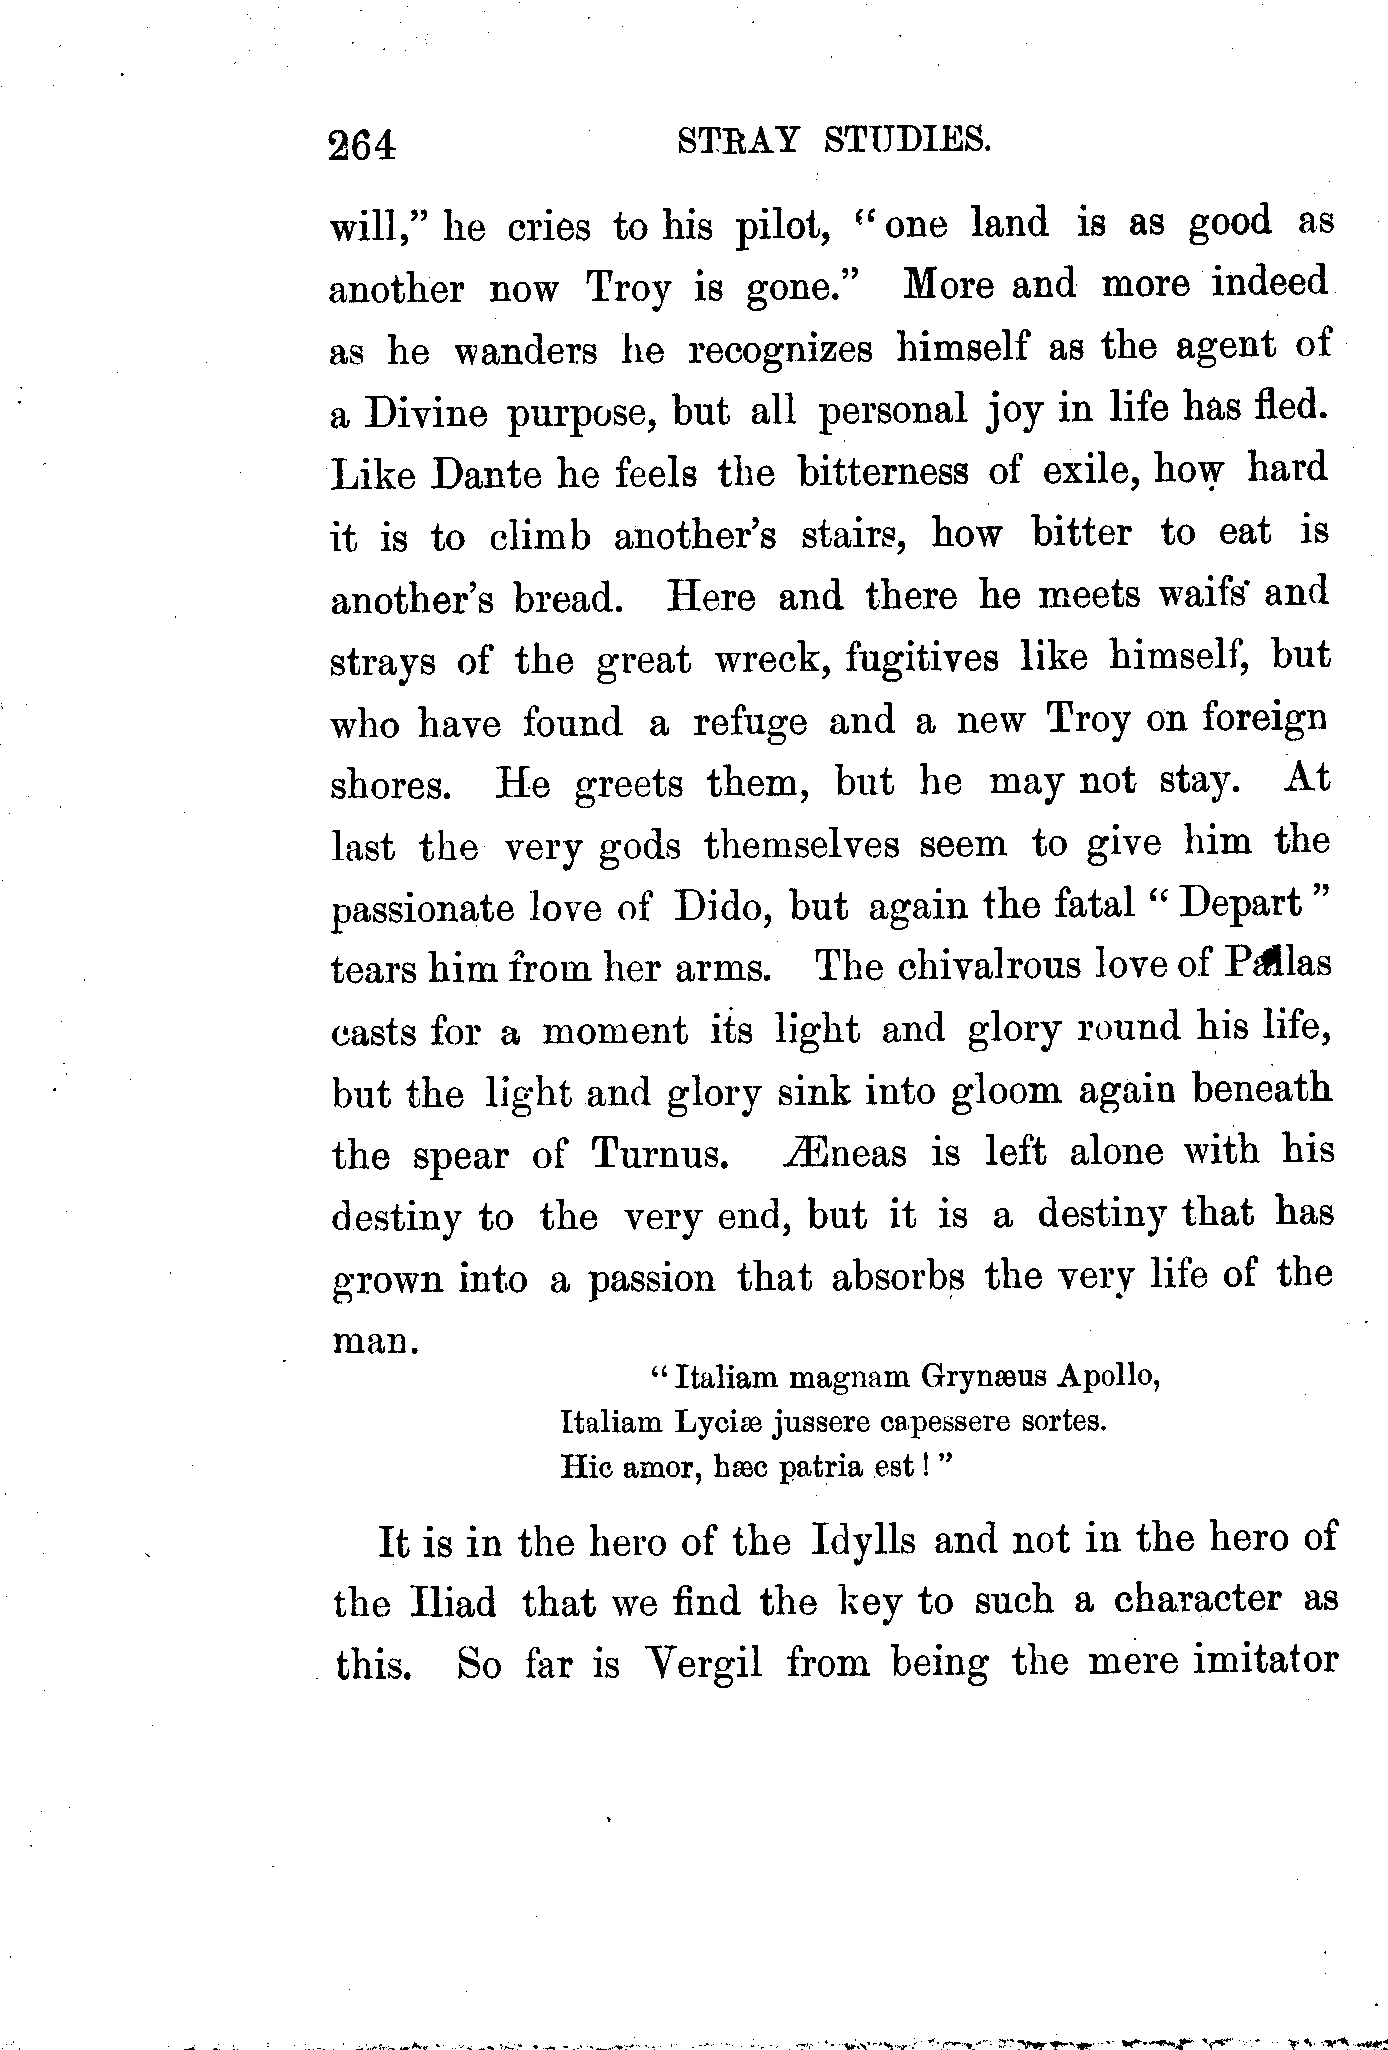 264 STRAY STUDIES.
will," he cries to his pilot, "one land is as good as
another now Troy is gone." More and more indeed
as he wanders he recognizes himself as the agent of
a Divine purpose, but all personal joy in life has fled.
Like Dante he feels the bitterness of exile, how hard
it is to climb another's stairs, how bitter to eat is
another's bread. Here and there he meets waifs and
strays of the great wreck, fugitives like himself, but
who have found a refuge and a new Troy on foreign
shores. He greets them, but he may not stay. At
last the very gods themselves seem to give him the
passionate love of Dido, but again the fatal "Depart"
tears him from her arms. The chivalrous love of Pallas
casts for a moment its light and glory round his life,
but the light and glory sink into gloom again beneath
the spear of Turnus. Æneas is left alone with his
destiny to the very end, but it is a destiny that has
grown into a passion that absorbs the very life of the
man.
"Italiam magnam Grynæus Apollo,
Italiam Lyciæ jussere capessere sortes.
Hic amor, hæc patria est!"
It is in the hero of the Idylls and not in the hero of
the Iliad that we find the key to such a character as
this. So far is Vergil from being the mere imitator